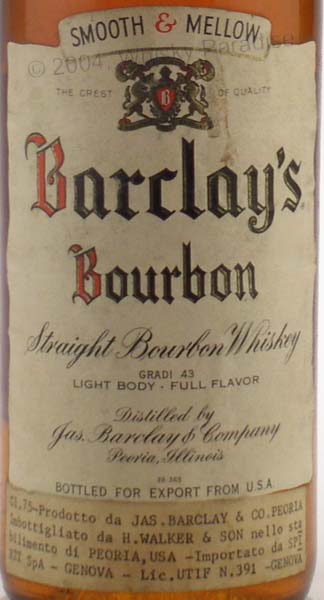 SMOOTH & MELLOW
© 2004, Whisky Paradise
THE CREST OF QUALITY
B
Barclay's
Bourbon
Straight Bourbon Whiskey
GRADI 43
LIGHT BODY - FULL FLAVOR
Distilled by
Jas. Barclay & Company
Peoria, Illinois
BOTTLED FOR EXPORT FROM U.S.A.
Cl.75-Prodotto da JAS.BARCLAY & CO.PEORIA
Imbottigliato da H.WALKER & SON nello sta
bilimento di PEORIA,USA -Importato da SPI
RIT SpA - GENOVA - Lic.UTIF N.391 -GENOVA